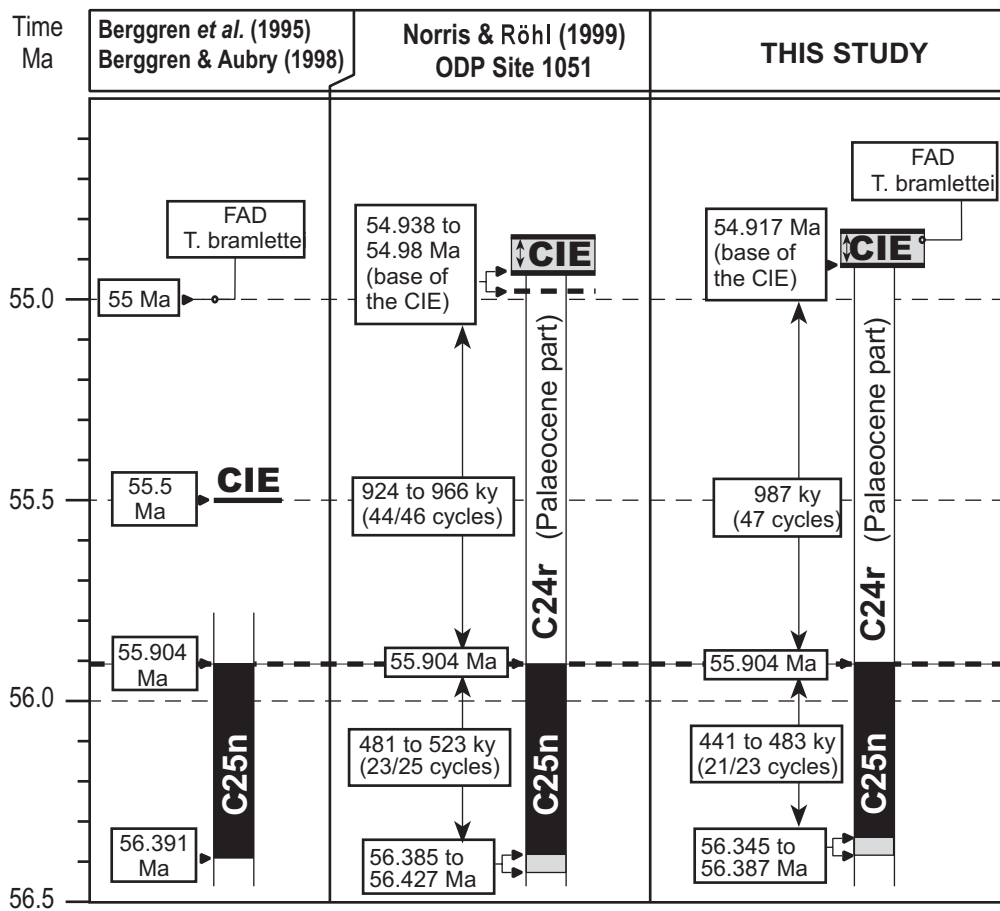 Time
Ma
Berggren et al. (1995)
Berggren & Aubry (1998)
Norris & Röhl (1999)
ODP Site 1051
THIS STUDY
55.0
55.5
56.0
56.5
FAD
T. bramlettei
55 Ma
CIE
55.5
Ma
55.904
Ma
C25n
56.391
Ma
54.938 to
54.98 Ma
(base of
the CIE)
CIE
924 to 966 ky
(44/46 cycles)
C24r (Palaeocene part)
55.904 Ma
481 to 523 ky
(23/25 cycles)
C25n
56.385 to
56.427 Ma
FAD
T. bramlettei
54.917 Ma
(base of
the CIE)
CIE
987 ky
(47 cycles)
C24r (Palaeocene part)
55.904 Ma
441 to 483 ky
(21/23 cycles)
C25n
56.345 to
56.387 Ma